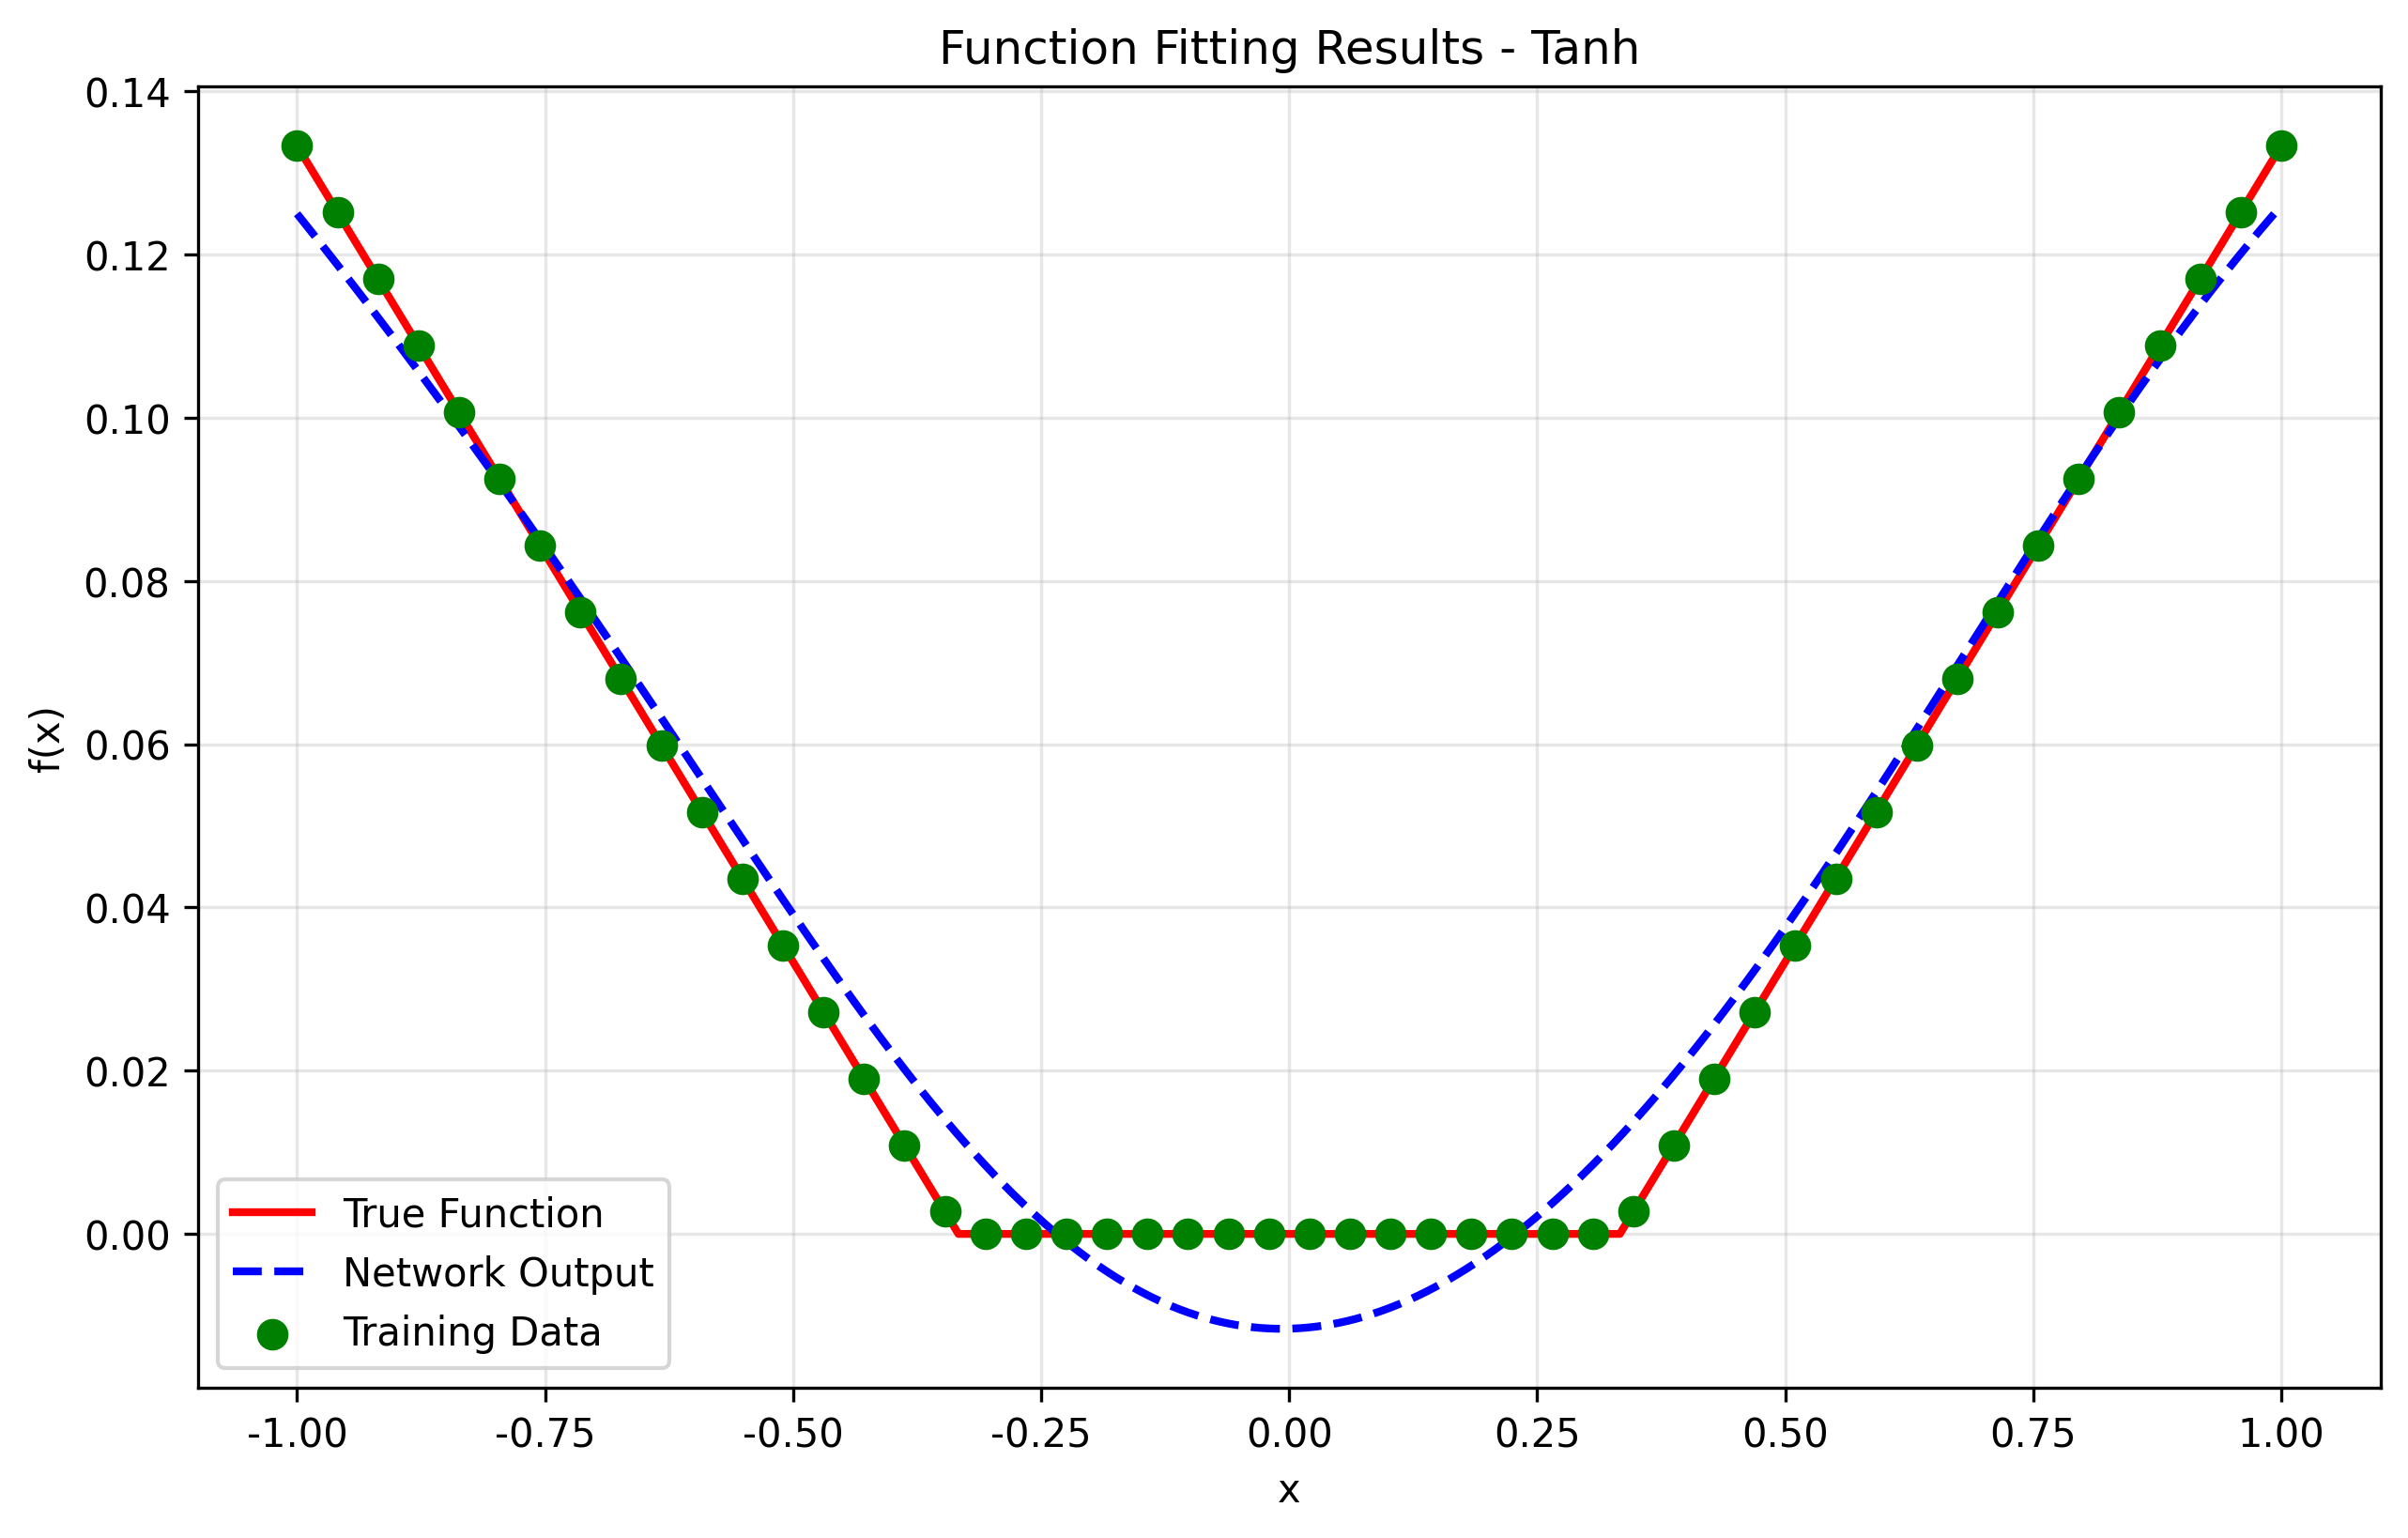 Function Fitting Results - Tanh
0.14
0.12
0.10
0.08
0.06
0.04
0.02
0.00
f(x)
True Function
Network Output
Training Data
-1.00 -0.75 -0.50 -0.25 0.00 0.25 0.50 0.75 1.00
x